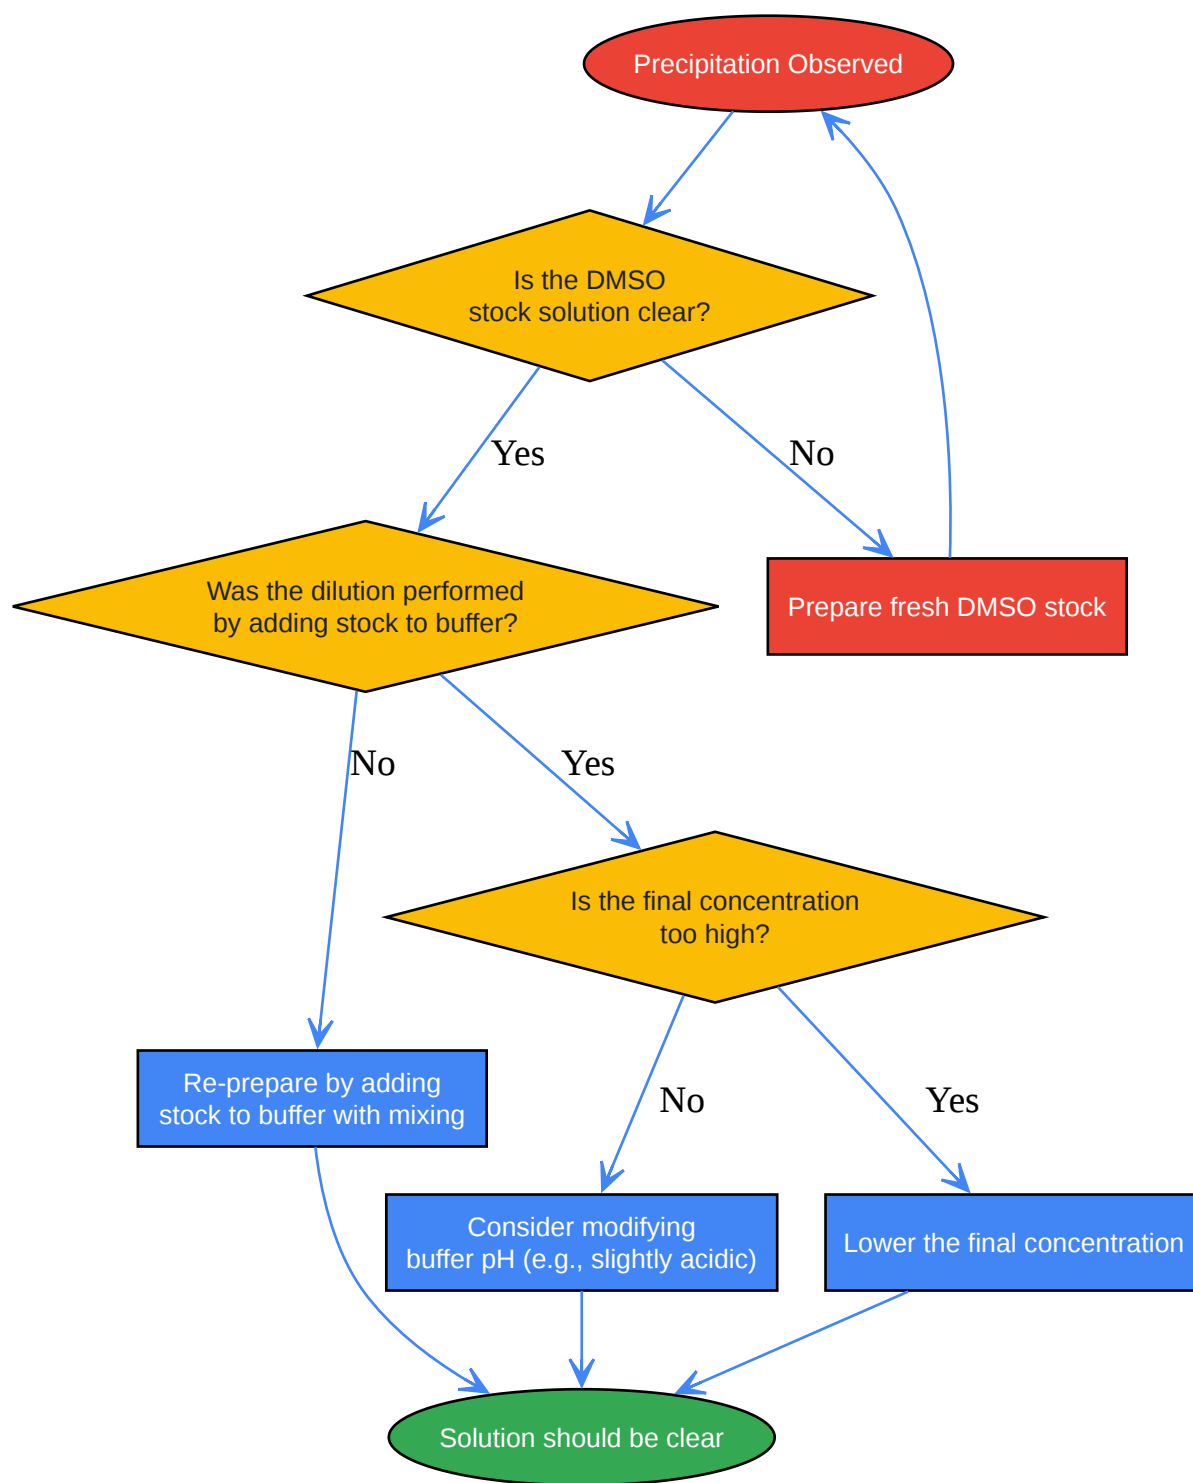 Precipitation Observed
Is the DMSO
stock solution clear?
Yes
No
Was the dilution performed
by adding stock to buffer?
Prepare fresh DMSO stock
No
Yes
Is the final concentration
too high?
Re-prepare by adding
stock to buffer with mixing
No
Yes
Consider modifying
buffer pH (e.g., slightly acidic)
Lower the final concentration
Solution should be clear